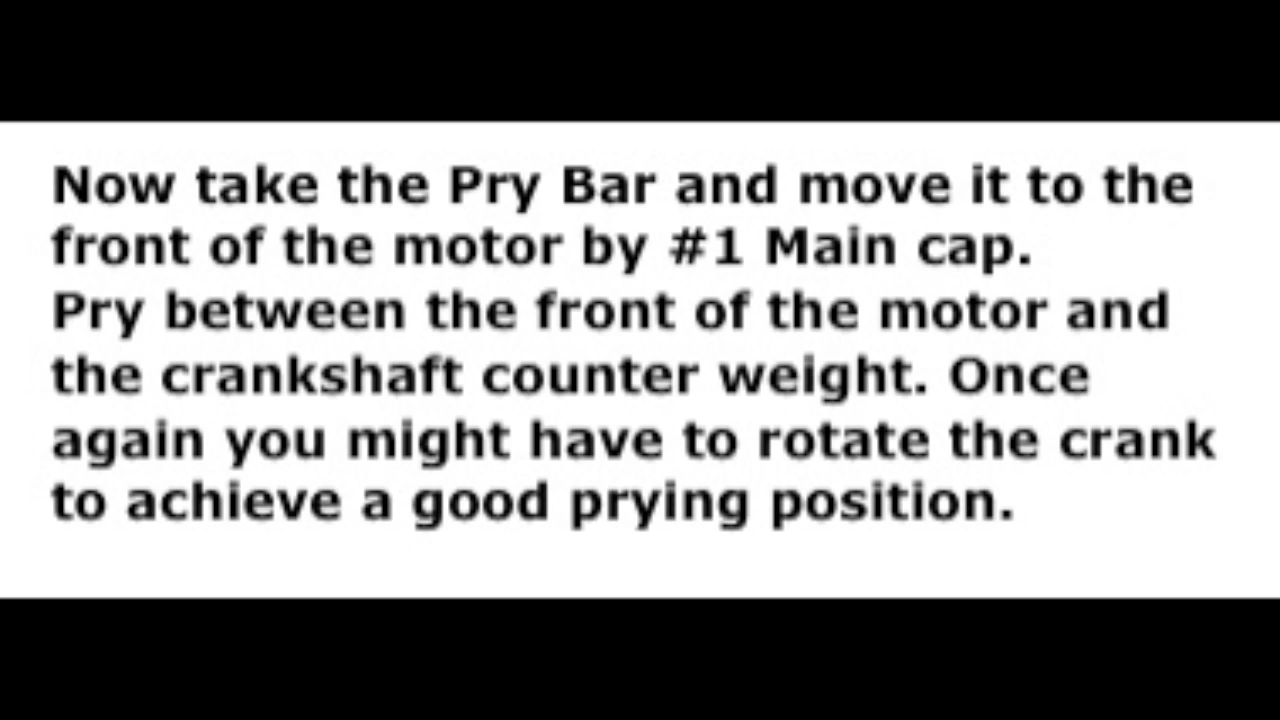 Now take the Pry Bar and move it to the
front of the motor by #1 Main cap.
Pry between the front of the motor and
the crankshaft counter weight. Once
again you might have to rotate the crank
to achieve a good prying position.